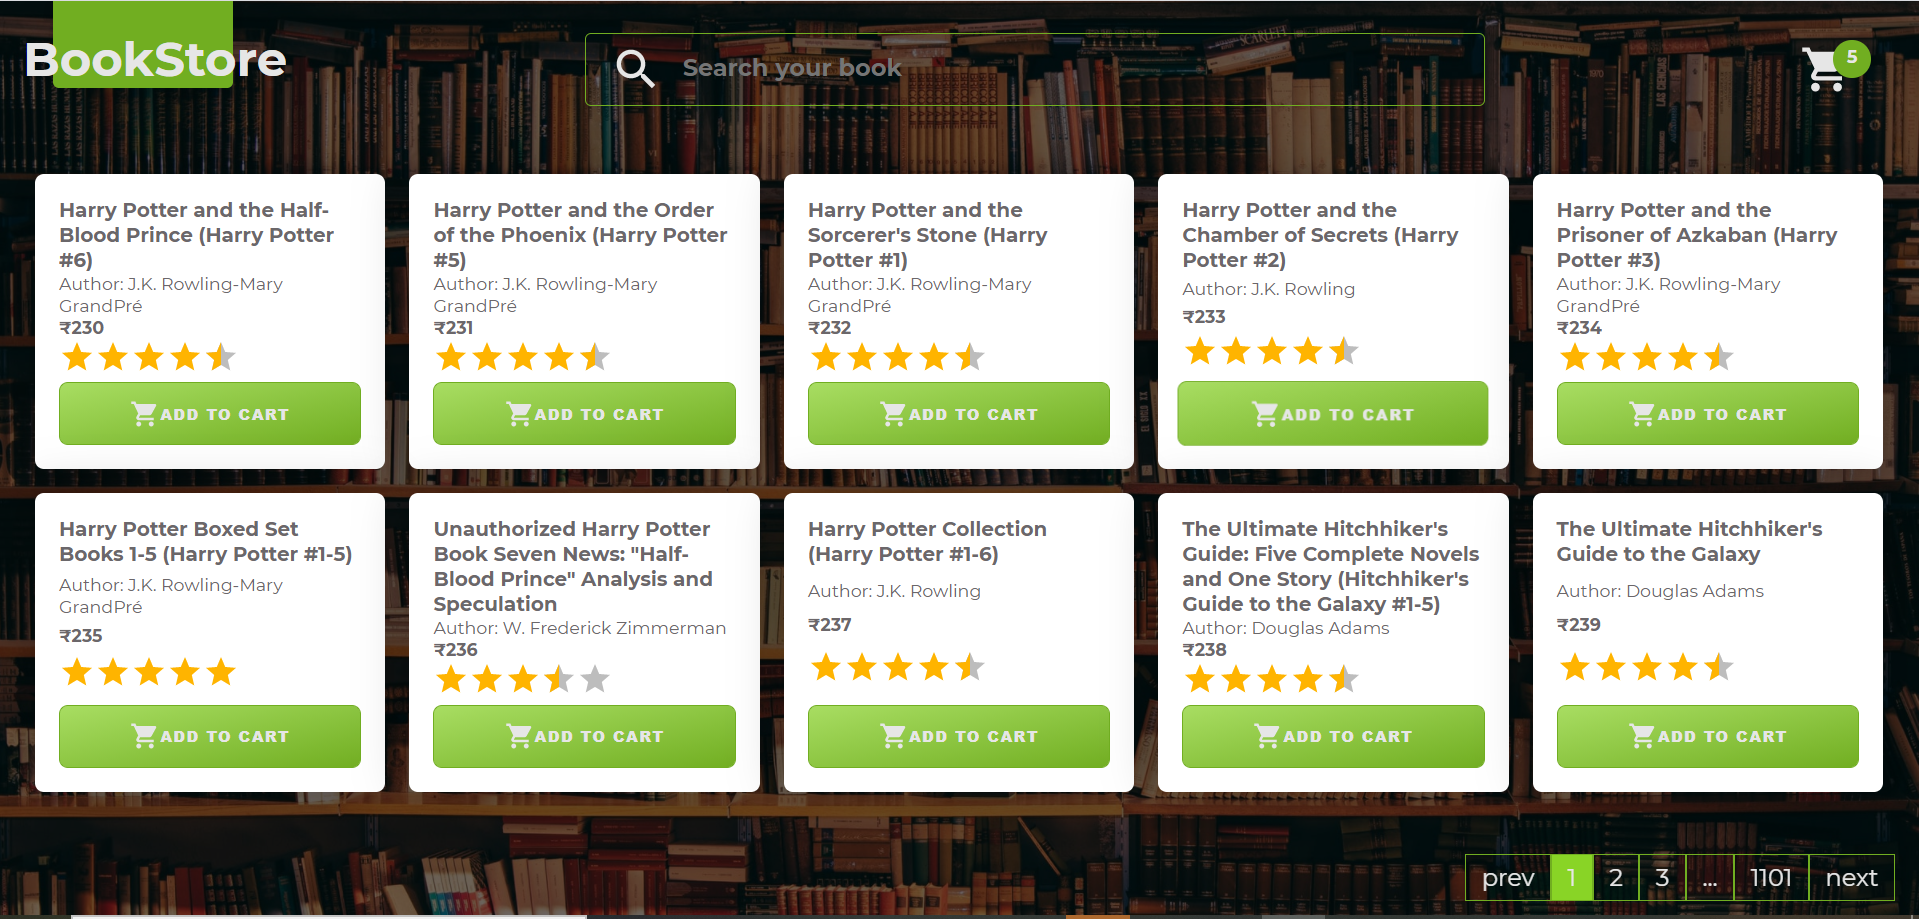 BookStore
Search your book
5
Harry Potter and the Half-
Blood Prince (Harry Potter
#6)
Author: J.K. Rowling-Mary
GrandPré
₹230
ADD TO CART
Harry Potter and the Order
of the Phoenix (Harry Potter
#5)
Author: J.K. Rowling-Mary
GrandPré
₹231
ADD TO CART
Harry Potter and the
Sorcerer's Stone (Harry
Potter #1)
Author: J.K. Rowling-Mary
GrandPré
₹232
ADD TO CART
Harry Potter and the
Chamber of Secrets (Harry
Potter #2)
Author: J.K. Rowling
₹233
ADD TO CART
Harry Potter and the
Prisoner of Azkaban (Harry
Potter #3)
Author: J.K. Rowling-Mary
GrandPré
₹234
ADD TO CART
Harry Potter Boxed Set
Books 1-5 (Harry Potter #1-5)
Author: J.K. Rowling-Mary
GrandPré
₹235
ADD TO CART
Unauthorized Harry Potter
Book Seven News: "Half-
Blood Prince" Analysis and
Speculation
Author: W. Frederick Zimmerman
₹236
ADD TO CART
Harry Potter Collection
(Harry Potter #1-6)
Author: J.K. Rowling
₹237
ADD TO CART
The Ultimate Hitchhiker's
Guide: Five Complete Novels
and One Story (Hitchhiker's
Guide to the Galaxy #1-5)
Author: Douglas Adams
₹238
ADD TO CART
The Ultimate Hitchhiker's
Guide to the Galaxy
Author: Douglas Adams
₹239
ADD TO CART
prev 1 2 3 ... 1101 next